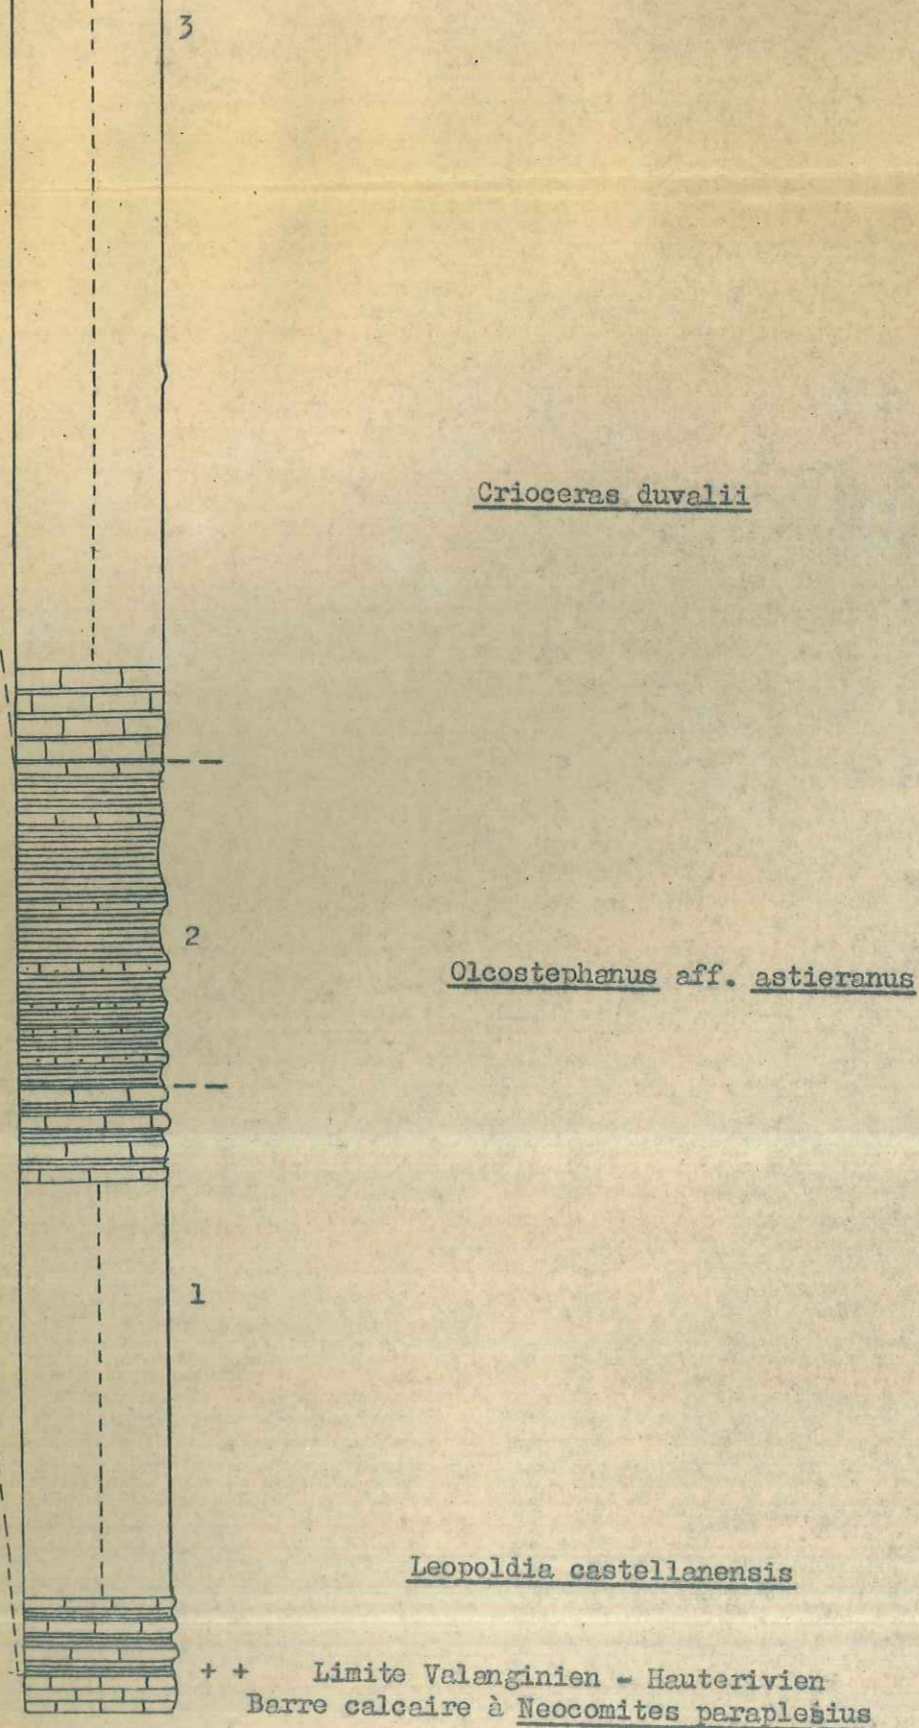 3
Crioceras duvalii
2
Olcostephanus aff. astieranus
1
Leopoldia castellanensis
+ + Limite Valanginien - Hauterivien
Barre calcaire à Neocomites paraplesius